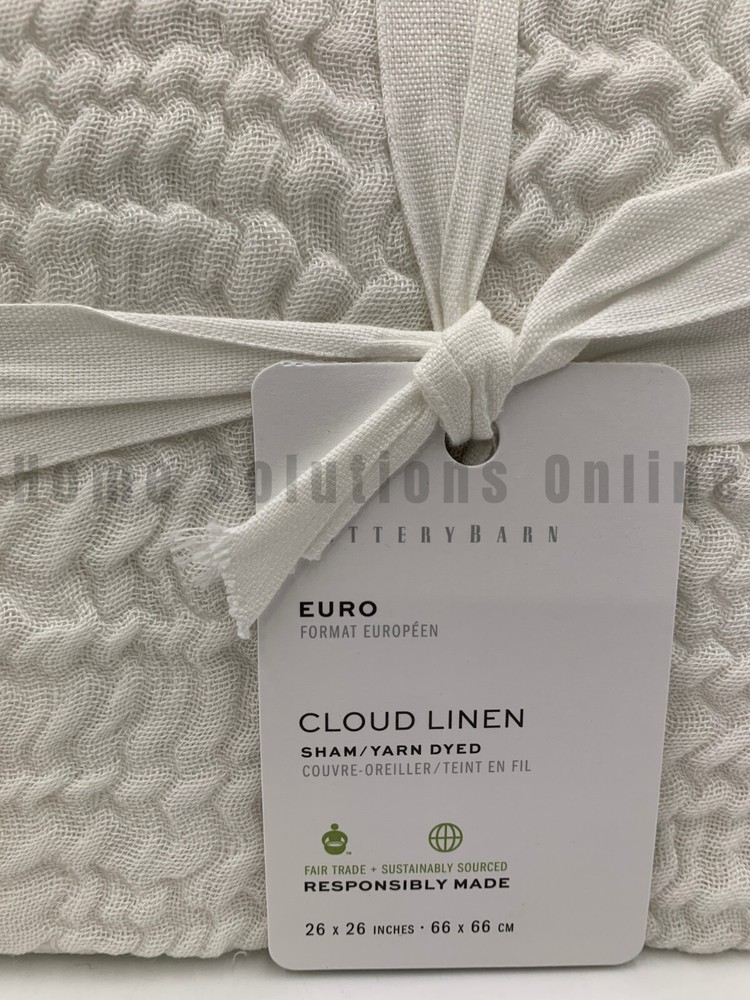 Home Solutions Online
TTERYBARN
EURO
FORMAT EUROPÉEN
CLOUD LINEN
SHAM/YARN DYED
COUVRE-OREILLER/TEINT EN FIL
FAIR TRADE + SUSTAINABLY SOURCED
RESPONSIBLY MADE
26 x 26 INCHES · 66 x 66 CM